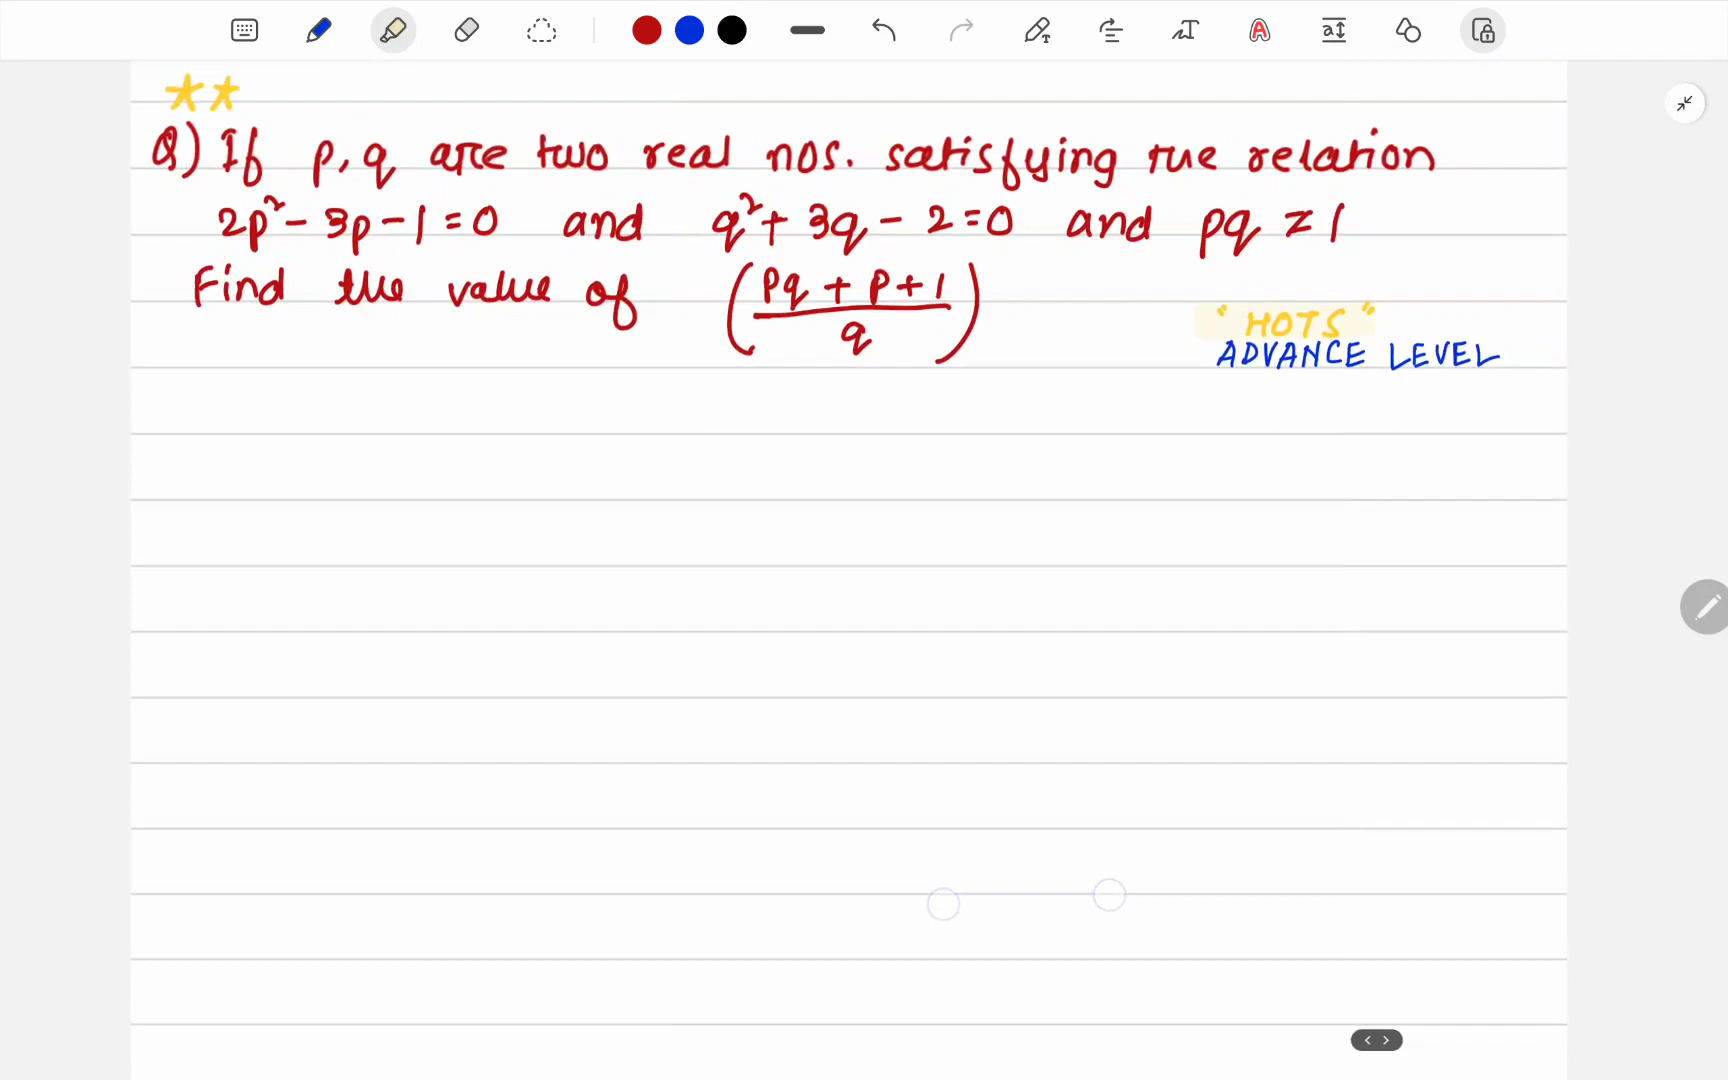 **
Q) If p, q are two real nos. satisfying the relation
2p² - 3p - 1 = 0 and q² + 3q - 2 = 0 and pq ≠ 1
Find the value of (pq + p + 1 / q)
"HOTS"
ADVANCE LEVEL